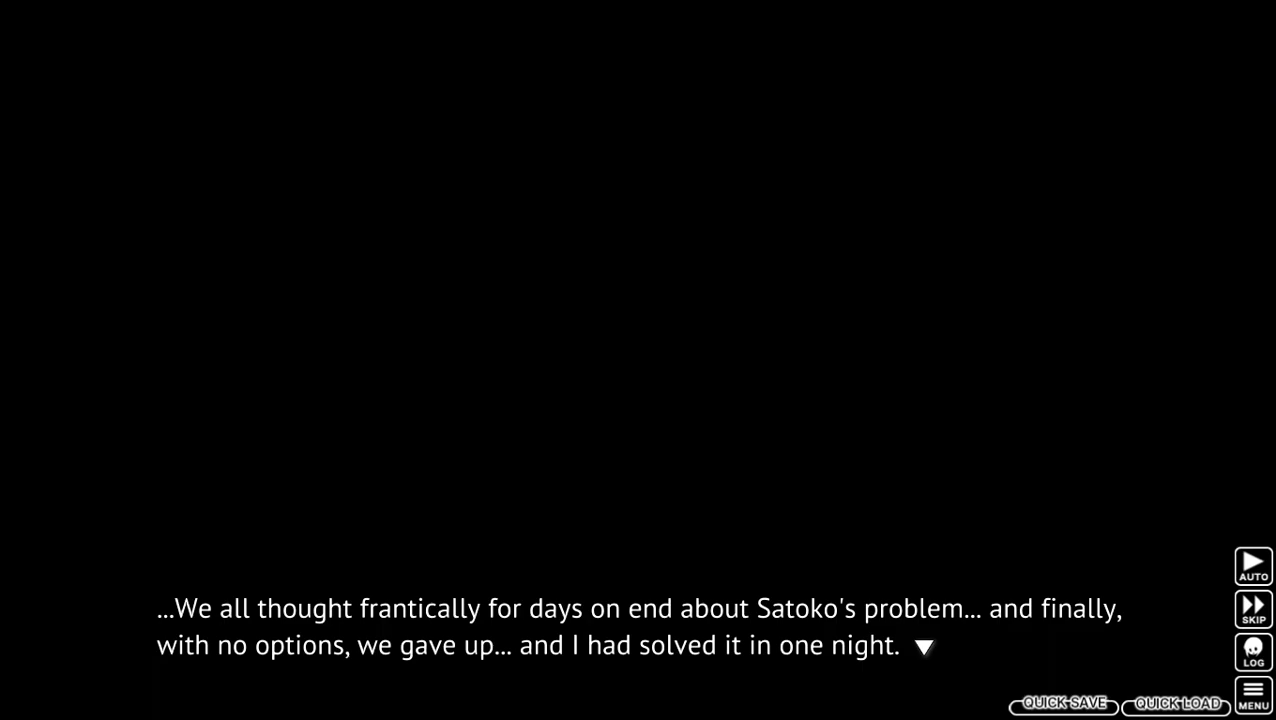 ...We all thought frantically for days on end about Satoko's problem... and finally,
with no options, we gave up... and I had solved it in one night.
AUTO
SKIP
LOG
MENU
QUICK SAVE
QUICK LOAD